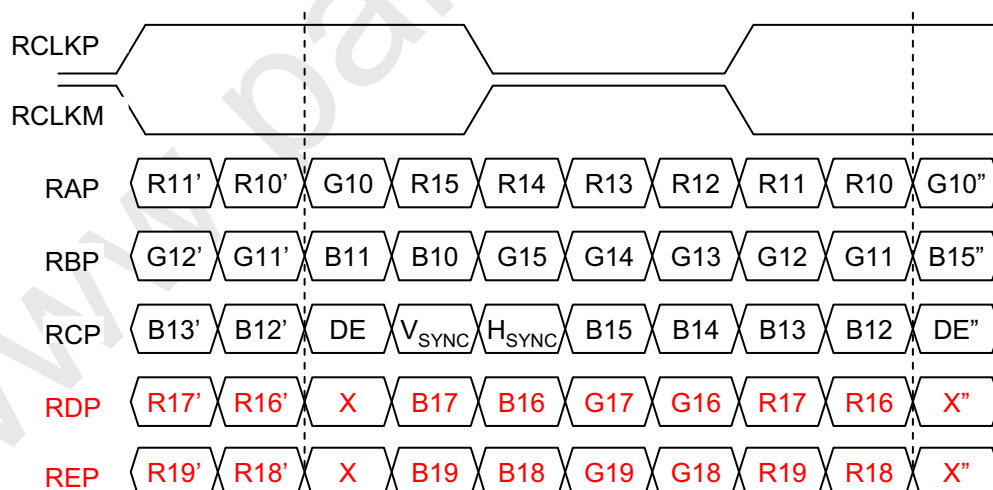 RCLKP
RCLKM
RAP R11' R10' G10 R15 R14 R13 R12 R11 R10 G10”
RBP G12' G11' B11 B10 G15 G14 G13 G12 G11 B15”
RCP B13' B12' DE VSYNC HSYNC B15 B14 B13 B12 DE”
RDP R17' R16' X B17 B16 G17 G16 R17 R16 X”
REP R19' R18' X B19 B18 G19 G18 R19 R18 X”
www pa